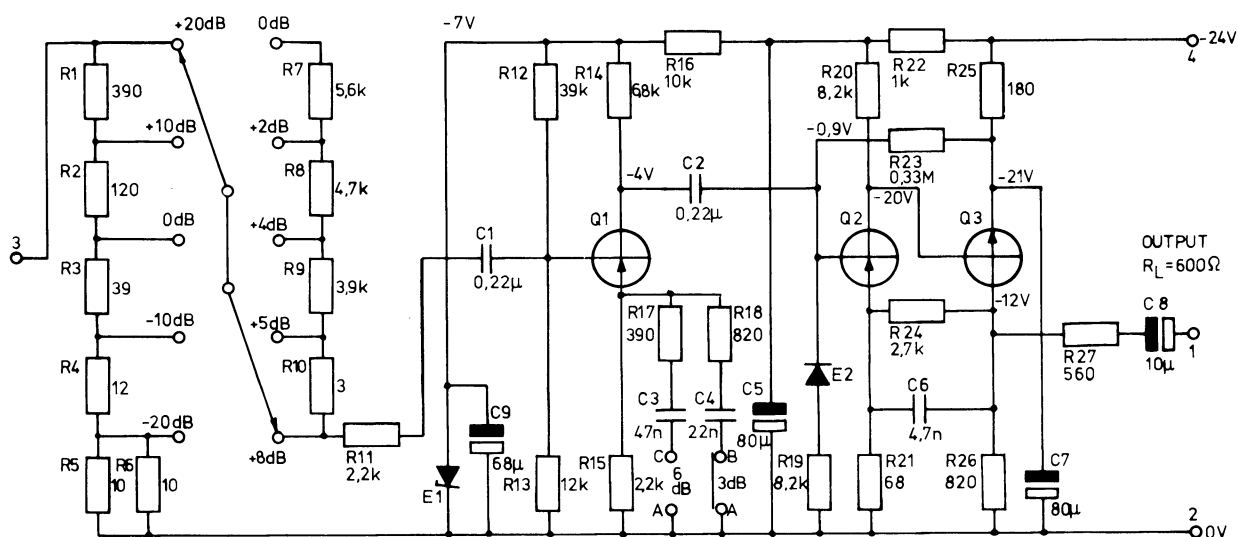 +20dB
0dB
-7V
-24V
4
R1
390
R7
5,6k
R12
39k
R14
6,8k
R16
10k
R20
8,2k
R22
1k
R25
180
+10dB
+2dB
-0,9V
R2
120
R8
4,7k
-4V
C2
0,22µ
R23
0,33M
-20V
-21V
0dB
+4dB
C1
0,22µ
Q1
Q2
Q3
3
R3
39
R9
3,9k
OUTPUT
RL=600Ω
-10dB
+5dB
R17
390
R18
820
R24
2,7k
-12V
C8
10µ
1
R27
560
R4
12
R10
3
E2
C3
47n
C4
22n
C5
80µ
C6
4,7n
-20dB
+8dB
R11
2,2k
C9
68µ
R5
10
R6
10
E1
R13
12k
R15
2,2k
C
6
dB
A
B
3dB
A
R19
8,2k
R21
68
R26
820
C7
80µ
2
0V